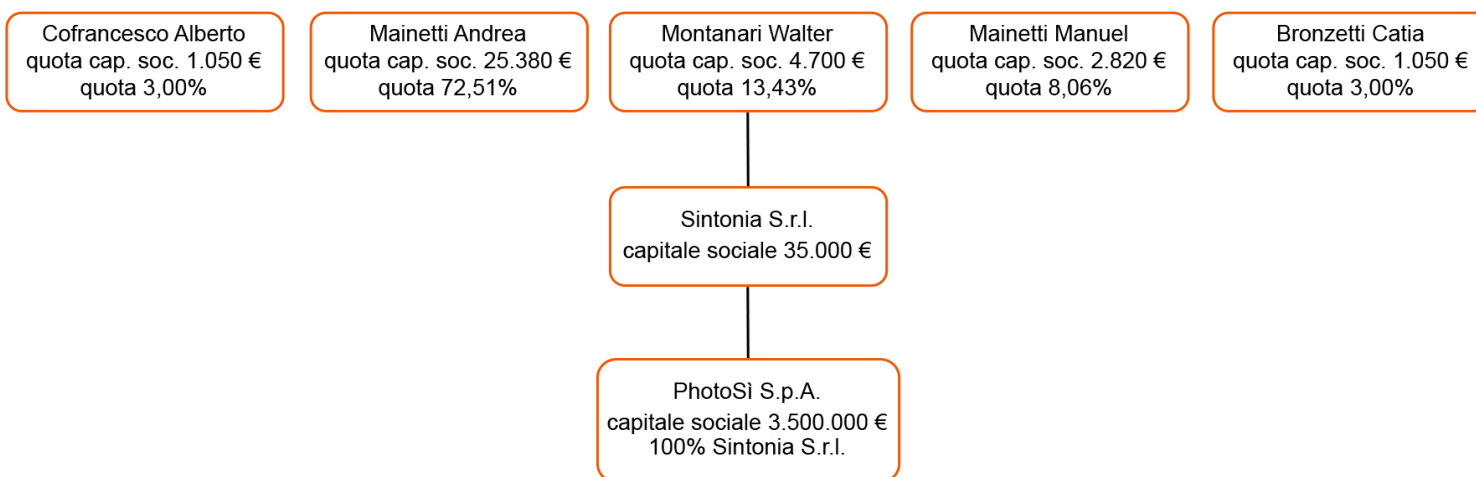 Cofrancesco Alberto
quota cap. soc. 1.050 €
quota 3,00%
Mainetti Andrea
quota cap. soc. 25.380 €
quota 72,51%
Montanari Walter
quota cap. soc. 4.700 €
quota 13,43%
Mainetti Manuel
quota cap. soc. 2.820 €
quota 8,06%
Bronzetti Catia
quota cap. soc. 1.050 €
quota 3,00%
Sintonia S.r.l.
capitale sociale 35.000 €
PhotoSì S.p.A.
capitale sociale 3.500.000 €
100% Sintonia S.r.l.